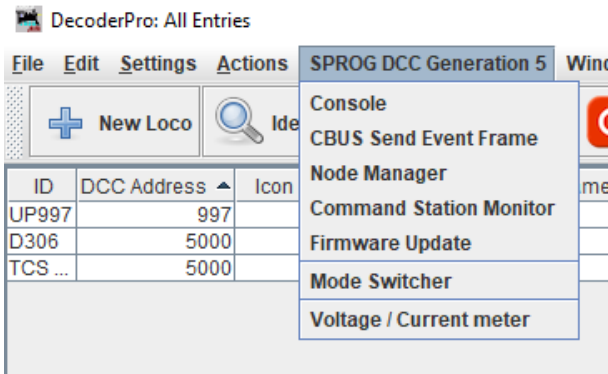 DecoderPro: All Entries
File Edit Settings Actions SPROG DCC Generation 5
New Loco
Console
CBUS Send Event Frame
Node Manager
Command Station Monitor
Firmware Update
Mode Switcher
Voltage / Current meter
ID DCC Address Icon
UP997 997
D306 5000
TCS ... 5000